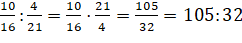 10/16 : 4/21 = 10/16 · 21/4 = 105/32 = 105:32